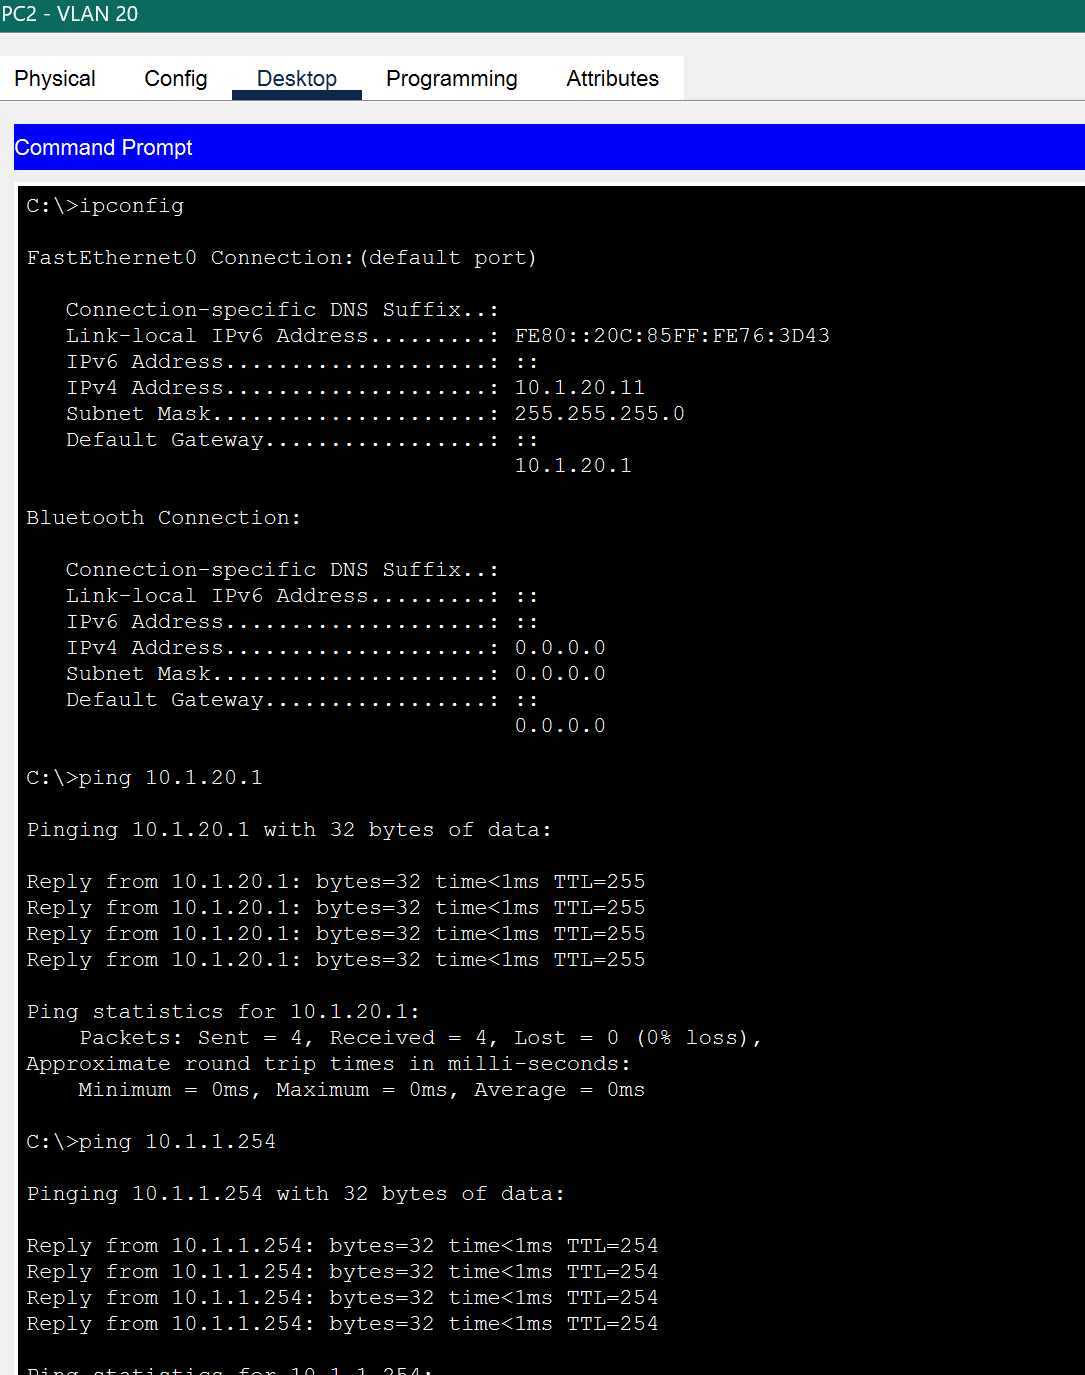 PC2 - VLAN 20
Physical Config Desktop Programming Attributes
Command Prompt
C:\>ipconfig
FastEthernet0 Connection:(default port)
Connection-specific DNS Suffix..:
Link-local IPv6 Address.........: FE80::20C:85FF:FE76:3D43
IPv6 Address....................: ::
IPv4 Address....................: 10.1.20.11
Subnet Mask.....................: 255.255.255.0
Default Gateway.................: ::
10.1.20.1
Bluetooth Connection:
Connection-specific DNS Suffix..:
Link-local IPv6 Address.........: ::
IPv6 Address....................: ::
IPv4 Address....................: 0.0.0.0
Subnet Mask.....................: 0.0.0.0
Default Gateway.................: ::
0.0.0.0
C:\>ping 10.1.20.1
Pinging 10.1.20.1 with 32 bytes of data:
Reply from 10.1.20.1: bytes=32 time<1ms TTL=255
Reply from 10.1.20.1: bytes=32 time<1ms TTL=255
Reply from 10.1.20.1: bytes=32 time<1ms TTL=255
Reply from 10.1.20.1: bytes=32 time<1ms TTL=255
Ping statistics for 10.1.20.1:
Packets: Sent = 4, Received = 4, Lost = 0 (0% loss),
Approximate round trip times in milli-seconds:
Minimum = 0ms, Maximum = 0ms, Average = 0ms
C:\>ping 10.1.1.254
Pinging 10.1.1.254 with 32 bytes of data:
Reply from 10.1.1.254: bytes=32 time<1ms TTL=254
Reply from 10.1.1.254: bytes=32 time<1ms TTL=254
Reply from 10.1.1.254: bytes=32 time<1ms TTL=254
Reply from 10.1.1.254: bytes=32 time<1ms TTL=254
Ping statistics for 10.1.1.254: